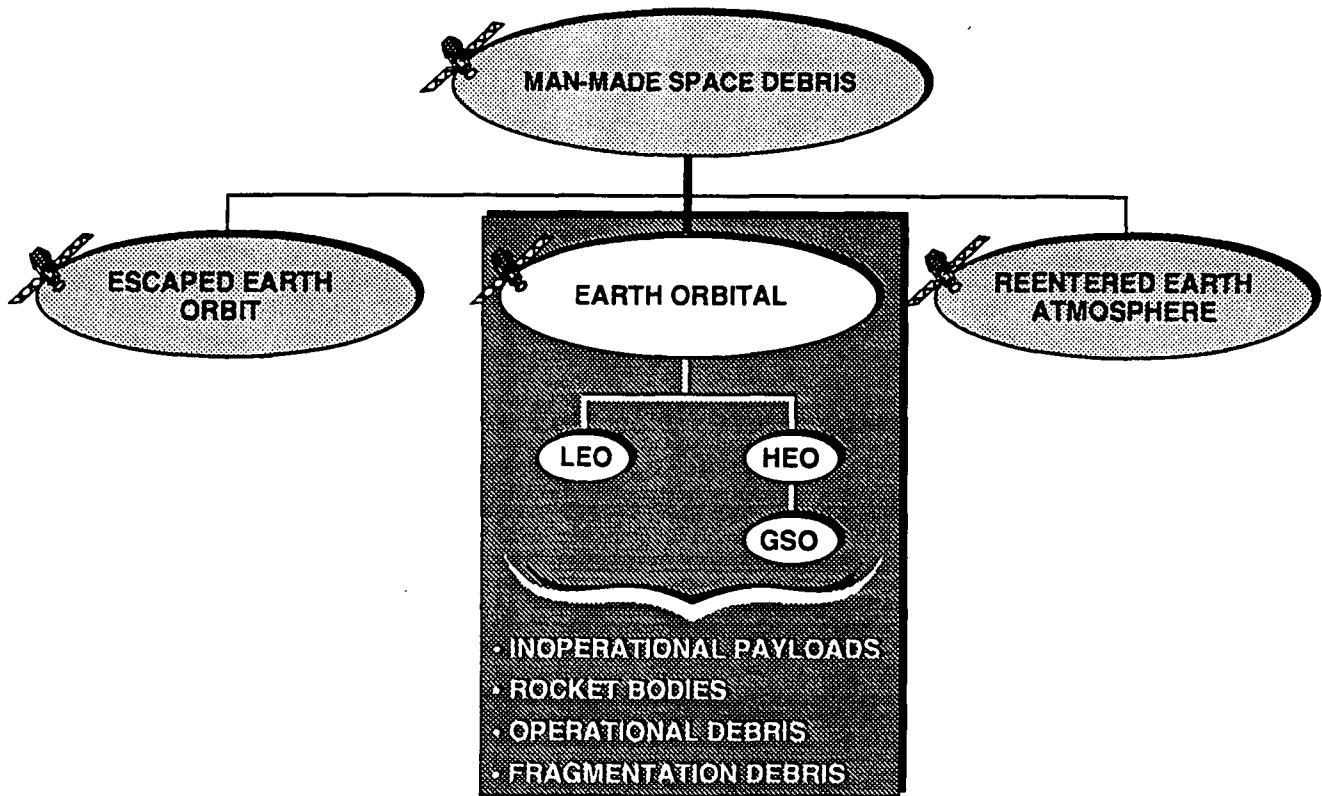 MAN-MADE SPACE DEBRIS
ESCAPED EARTH
ORBIT
EARTH ORBITAL
REENTERED EARTH
ATMOSPHERE
LEO
HEO
GSO
• INOPERATIONAL PAYLOADS
• ROCKET BODIES
• OPERATIONAL DEBRIS
• FRAGMENTATION DEBRIS